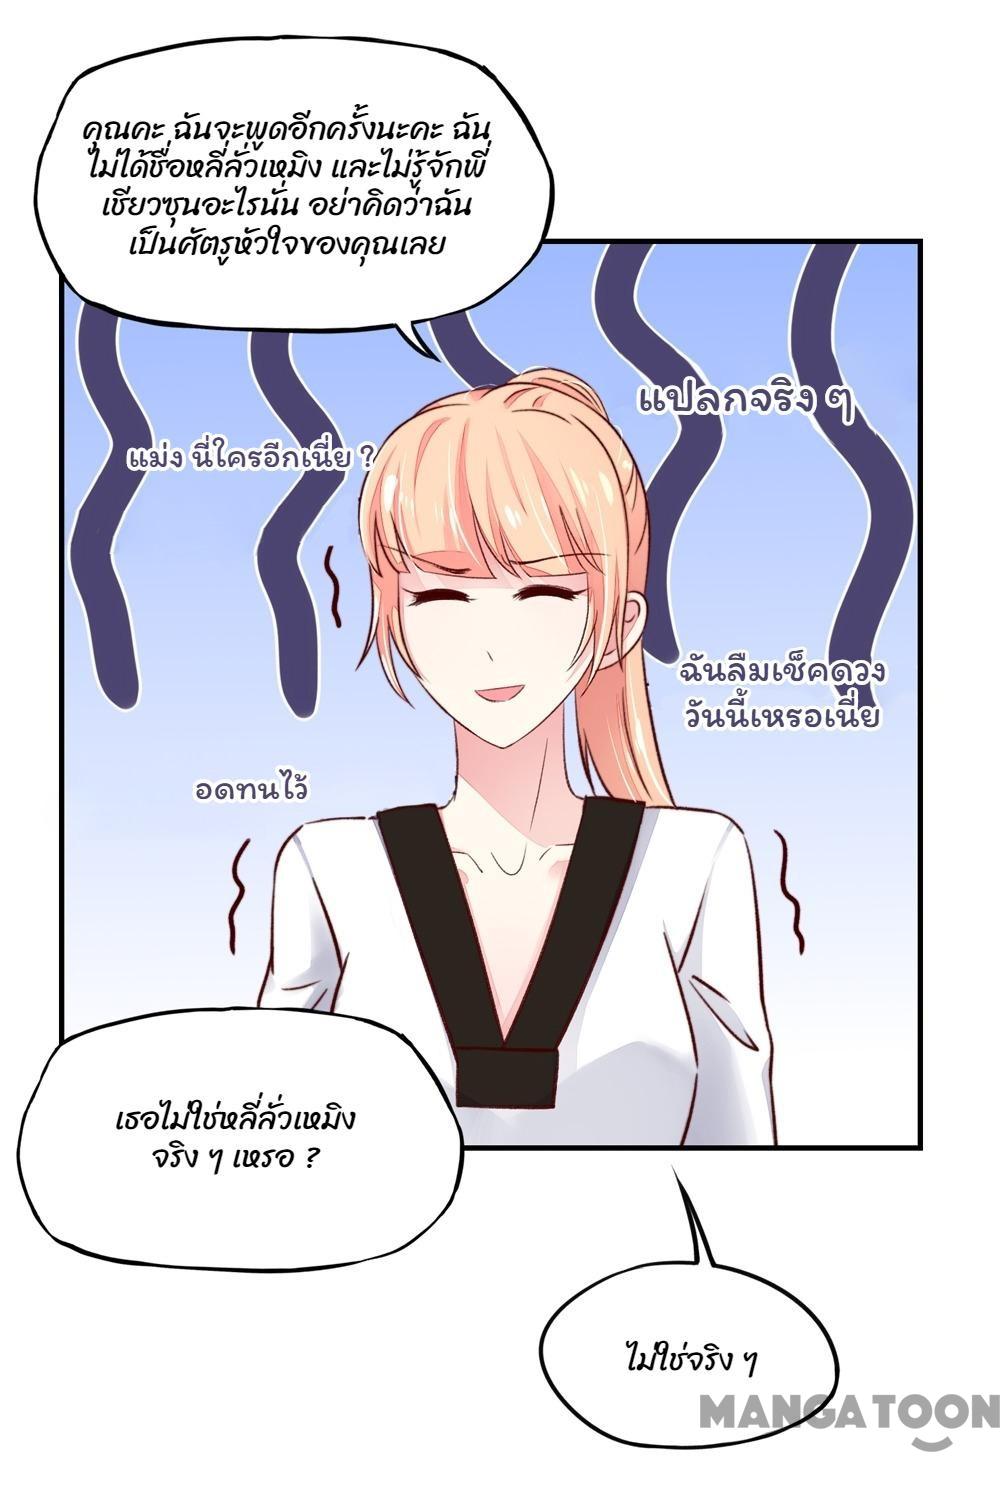 คุณคะ ฉันจะพูดอีกครั้งนะคะ ฉัน
ไม่ได้ชื่อหลี่ลั่วเหมิง และไม่รู้จักพี่
เชียวซุนอะไรนั่น อย่าคิดว่าฉัน
เป็นศัตรูหัวใจของคุณเลย
แปลกจริง ๆ
แม่ง นี่ใครอีกเนี่ย ?
ฉันลืมเช็คดวง
วันนี้เหรอเนี่ย
อดทนไว้
เธอไม่ใช่หลี่ลั่วเหมิง
จริง ๆ เหรอ ?
ไม่ใช่จริง ๆ
MANGATOON